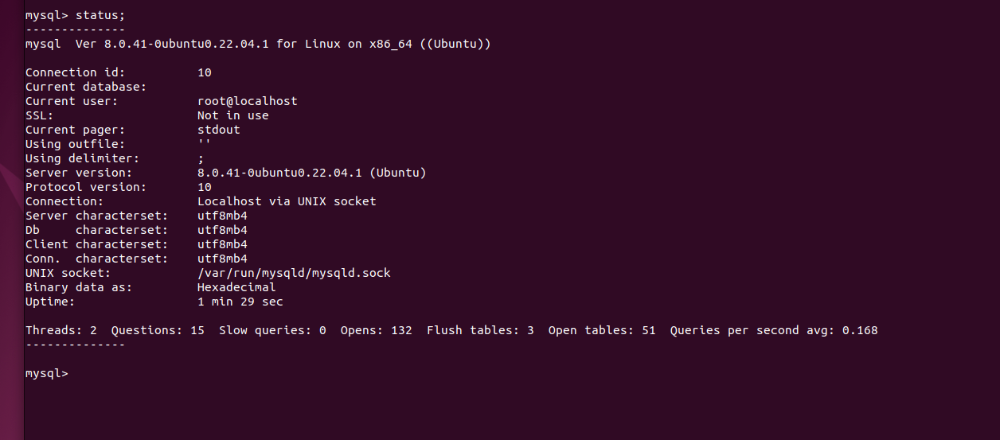 mysql> status;
--------------
mysql  Ver 8.0.41-0ubuntu0.22.04.1 for Linux on x86_64 ((Ubuntu))

Connection id:          10
Current database:
Current user:           root@localhost
SSL:                    Not in use
Current pager:          stdout
Using outfile:          ''
Using delimiter:        ;
Server version:         8.0.41-0ubuntu0.22.04.1 (Ubuntu)
Protocol version:       10
Connection:             Localhost via UNIX socket
Server characterset:    utf8mb4
Db     characterset:    utf8mb4
Client characterset:    utf8mb4
Conn.  characterset:    utf8mb4
UNIX socket:            /var/run/mysqld/mysqld.sock
Binary data as:         Hexadecimal
Uptime:                 1 min 29 sec

Threads: 2  Questions: 15  Slow queries: 0  Opens: 132  Flush tables: 3  Open tables: 51  Queries per second avg: 0.168
--------------

mysql>